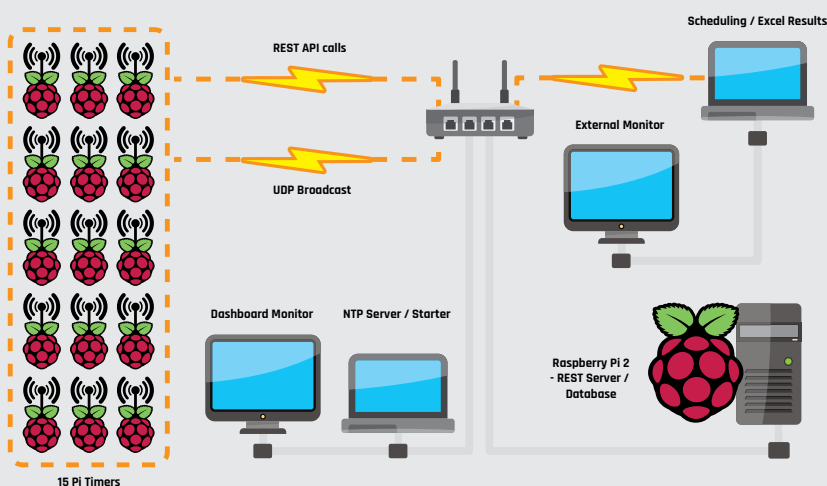 Scheduling / Excel Results
REST API calls
External Monitor
UDP Broadcast
Dashboard Monitor
NTP Server / Starter
Raspberry Pi 2
- REST Server /
Database
15 Pi Timers